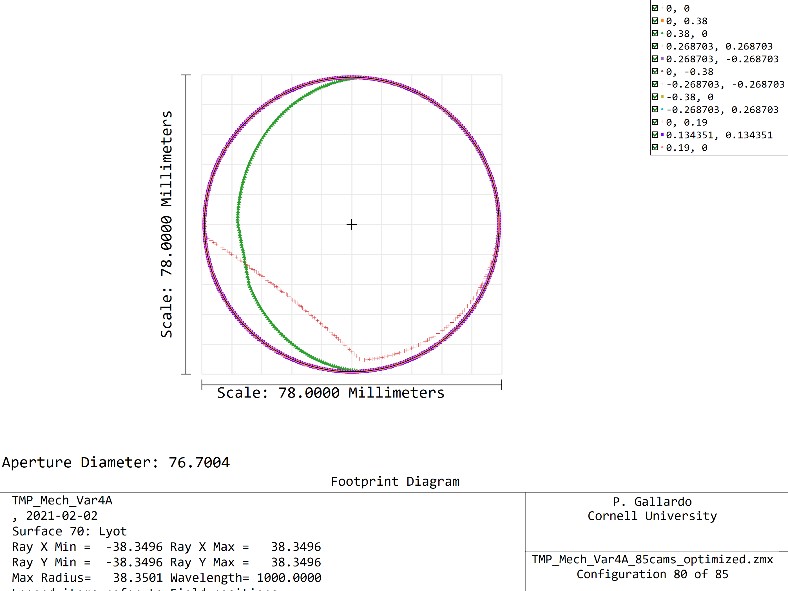 0, 0
0, 0.38
0.38, 0
0.268703, 0.268703
0.268703, -0.268703
0, -0.38
-0.268703, -0.268703
-0.38, 0
-0.268703, 0.268703
0, 0.19
0.134351, 0.134351
0.19, 0
Scale: 78.0000 Millimeters
Scale: 78.0000 Millimeters
Aperture Diameter: 76.7004
Footprint Diagram
TMP_Mech_Var4A
, 2021-02-02
Surface 70: Lyot
Ray X Min = -38.3496 Ray X Max = 38.3496
Ray Y Min = -38.3496 Ray Y Max = 38.3496
Max Radius= 38.3501 Wavelength= 1000.0000
P. Gallardo
Cornell University
TMP_Mech_Var4A_85cams_optimized.zmx
Configuration 80 of 85